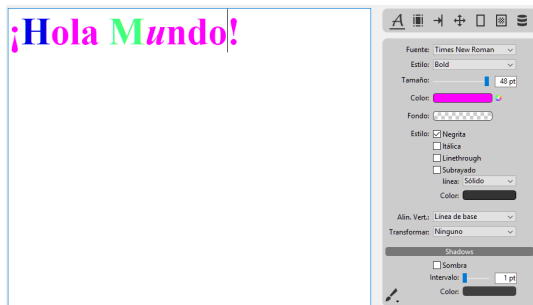 ¡Hola Mundo!
A
Fuente: Times New Roman
Estilo: Bold
Tamaño: 48 pt
Color:
Fondo:
Estilo: Negrita
Itálica
Linethrough
Subrayado
línea: Sólido
Color:
Alin. Vert.: Línea de base
Transformar: Ninguno
Shadows
Sombra
Intervalo: 1 pt
Color: